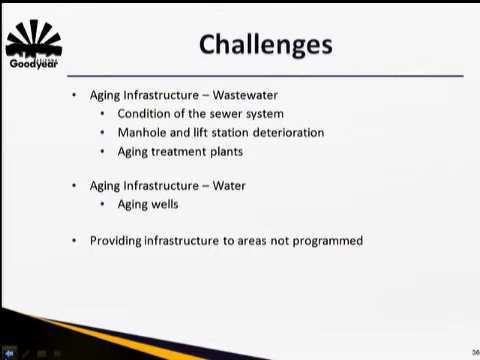 Challenges
Goodyear
• Aging Infrastructure – Wastewater
• Condition of the sewer system
• Manhole and lift station deterioration
• Aging treatment plants
• Aging Infrastructure – Water
• Aging wells
• Providing infrastructure to areas not programmed
36